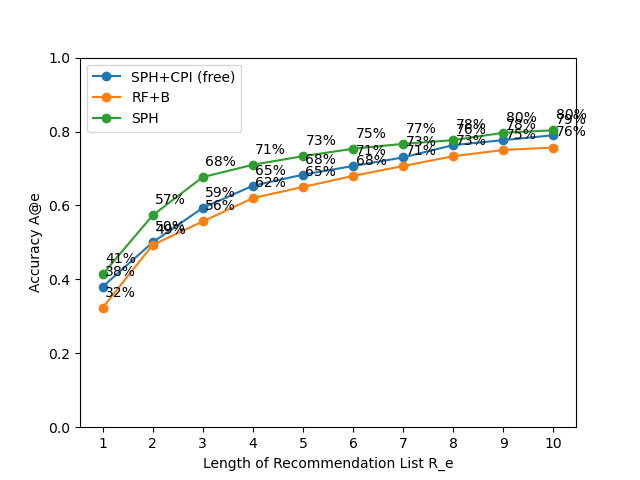 1.0
0.8
0.6
0.4
0.2
0.0
Accuracy A@e
SPH+CPI (free)
RF+B
SPH
41% 57% 68% 71% 73% 75% 77% 78% 80% 80%
38% 50% 59% 65% 68% 71% 73% 76% 78% 79%
32% 49% 56% 62% 65% 68% 71% 73% 75% 76%
1 2 3 4 5 6 7 8 9 10
Length of Recommendation List R_e